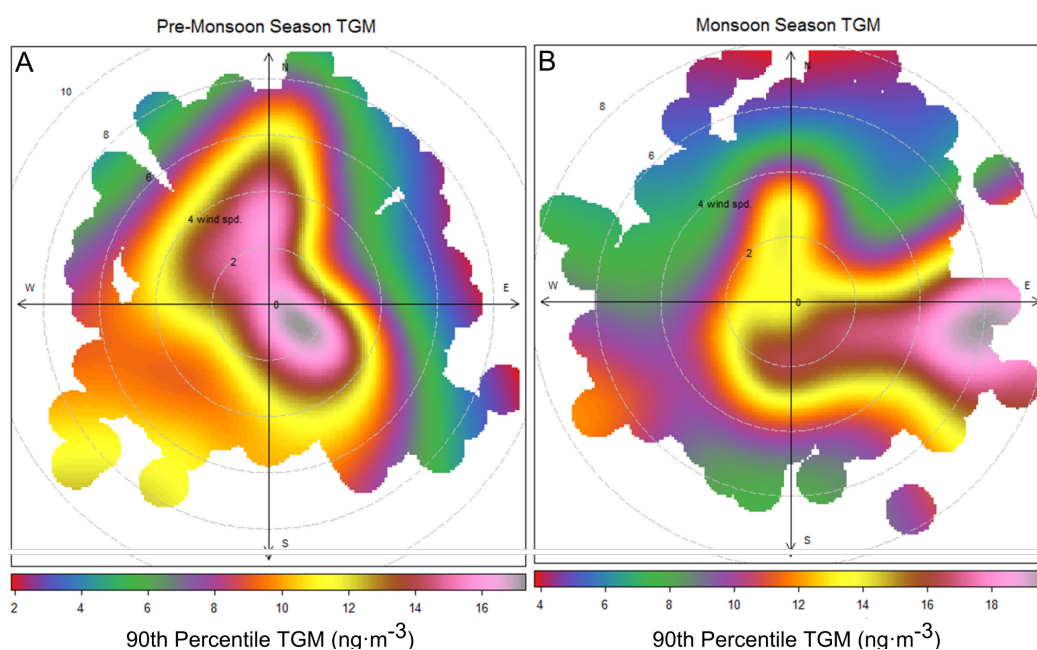 Pre-Monsoon Season TGM
Monsoon Season TGM
A
N
10
8
6
4 wind spd.
2
0
W
E
S
B
8
6
4 wind spd.
2
0
N
W
E
S
2 4 6 8 10 12 14 16
4 6 8 10 12 14 16 18
90th Percentile TGM (ng·m⁻³)
90th Percentile TGM (ng·m⁻³)